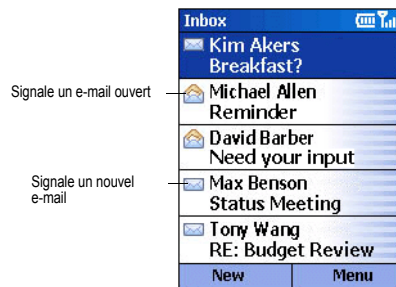 Inbox
Kim Akers
Breakfast?
Signale un e-mail ouvert
Michael Allen
Reminder
David Barber
Need your input
Signale un nouvel
e-mail
Max Benson
Status Meeting
Tony Wang
RE: Budget Review
New Menu